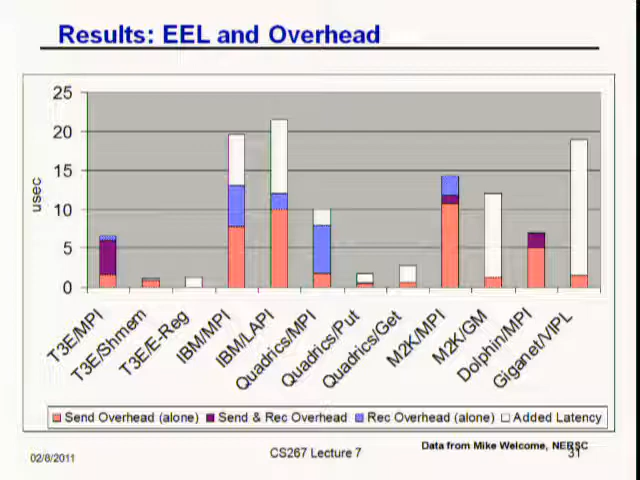 Results: EEL and Overhead
25
20
15
10
5
0
usec
T3E/MPI
T3E/Shmem
T3E/E-Reg
IBM/MPI
IBM/LAPI
Quadrics/MPI
Quadrics/Put
Quadrics/Get
M2K/MPI
M2K/GM
Dolphin/MPI
Giganet/VIPL
Send Overhead (alone) Send & Rec Overhead Rec Overhead (alone) Added Latency
Data from Mike Welcome, NERSC
02/8/2011 CS267 Lecture 7 31